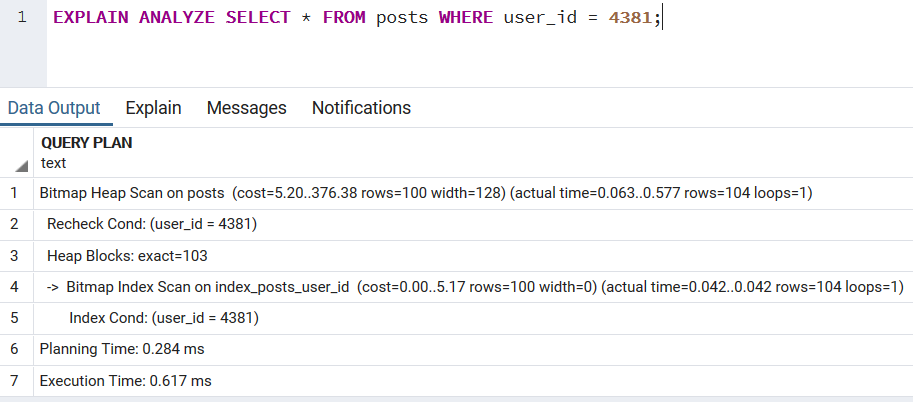 1 EXPLAIN ANALYZE SELECT * FROM posts WHERE user_id = 4381;
Data Output Explain Messages Notifications
QUERY PLAN
text
1 Bitmap Heap Scan on posts (cost=5.20..376.38 rows=100 width=128) (actual time=0.063..0.577 rows=104 loops=1)
2 Recheck Cond: (user_id = 4381)
3 Heap Blocks: exact=103
4 -> Bitmap Index Scan on index_posts_user_id (cost=0.00..5.17 rows=100 width=0) (actual time=0.042..0.042 rows=104 loops=1)
5 Index Cond: (user_id = 4381)
6 Planning Time: 0.284 ms
7 Execution Time: 0.617 ms